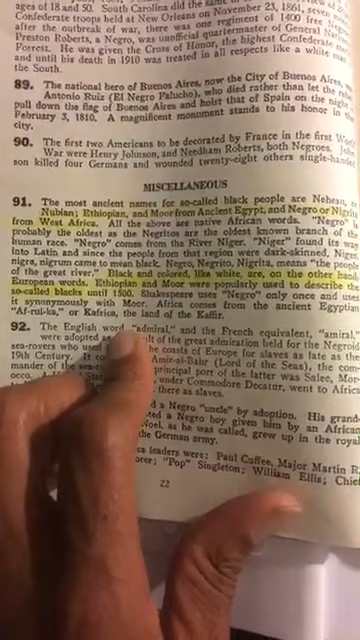 ages of 18 and 50. South Carolina did the same
Confederate troops held at New Orleans on November 23, 1861, seven months
after the outbreak of war, there was one regiment of 1400 free
Preston Roberts, a Negro, was unofficial quartermaster of General
Forrest. He was given the Cross of Honor, the highest Confederate
and until his death in 1910 was treated in all respects like a white man
the South.
89. The national hero of Buenos Aires, now the City of Buenos Aires, was
Antonio Ruiz (El Negro Falucho), who died rather than let the
pull down the flag of Buenos Aires and hoist that of Spain on the night
February 3, 1810. A magnificent monument stands to his honor in the
city.
90. The first two Americans to be decorated by France in the first World
War were Henry Johnson, and Needham Roberts, both Negroes. John-
son killed four Germans and wounded twenty-eight others single-handed
MISCELLANEOUS
91. The most ancient names for so-called black people are Nehesu, or
Nubian; Ethiopian, and Moor from Ancient Egypt, and Negro or Nigrita
from West Africa. All the above are native African words. "Negro" is
probably the oldest as the Negritos are the oldest known branch of the
human race. "Negro" comes from the River Niger. "Niger" found its way
into Latin and since the people from that region were dark-skinned, Niger,
nigra, nigrum came to mean black. Negro, Negrito, Nigrita, means "the people
of the great river." Black and colored, like white, are, on the other hand,
European words. Ethiopian and Moor were popularly used to describe the
so-called blacks until 1500. Shakespeare uses "Negro" only once and uses
it synonymously with Moor. Africa comes from the ancient Egyptian
"Af-rui-ka," or Kafrica, the land of the Kaffir.
92. The English word "admiral," and the French equivalent, "amiral,"
were adopted as result of the great admiration held for the Negroid
sea-rovers who used the coasts of Europe for slaves as late as the
19th Century. It Amir-al-Bahr (Lord of the Seas), the com-
mander of the sea- principal port of the latter was Salee, Mor-
occo. A under Commodore Decatur, went to Africa
there as slaves.
d a Negro "uncle" by adoption. His grand-
ted a Negro boy given him by an African
Noel, as he was called, grew up in the royal
the German army.
leaders were: Paul Cuffee, Major Martin R.
"Pop" Singleton; William Ellis; Chief
22